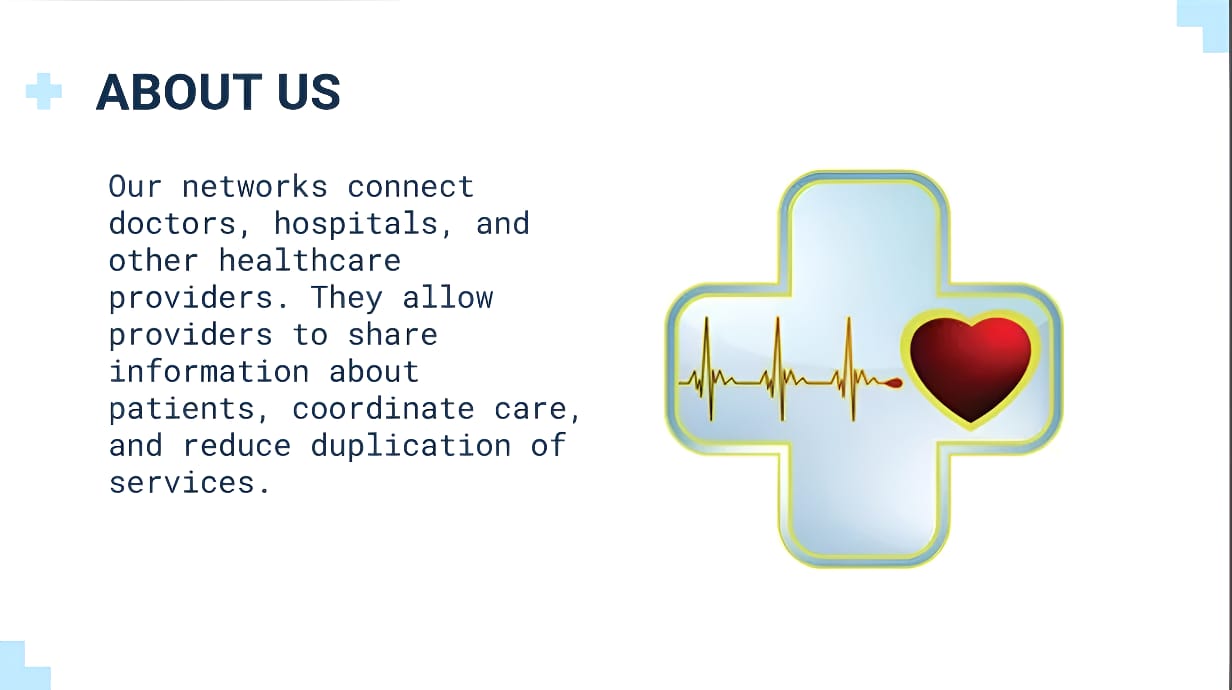 ABOUT US
Our networks connect
doctors, hospitals, and
other healthcare
providers. They allow
providers to share
information about
patients, coordinate care,
and reduce duplication of
services.